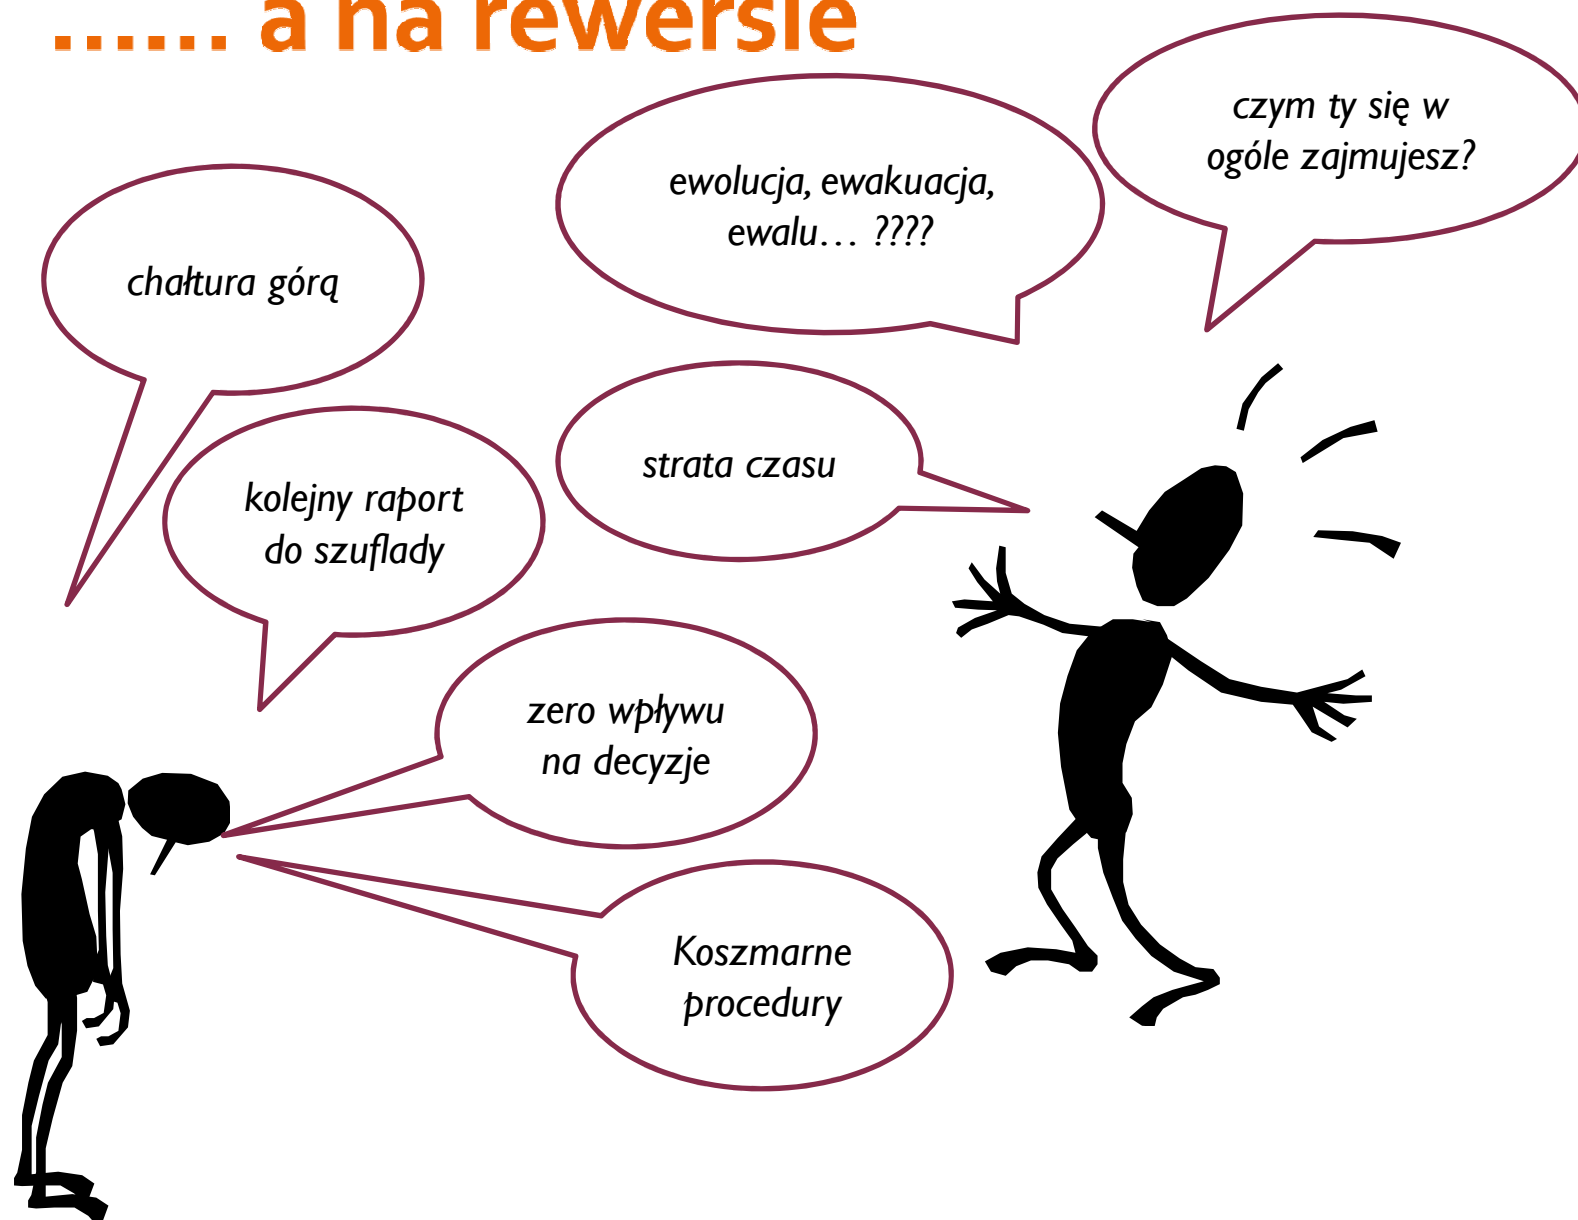 ...... a na rewersie
czym ty się w
ogóle zajmujesz?
ewolucja, ewakuacja,
ewalu... ????
chałtura górą
strata czasu
kolejny raport
do szuflady
zero wpływu
na decyzje
Koszmarne
procedury